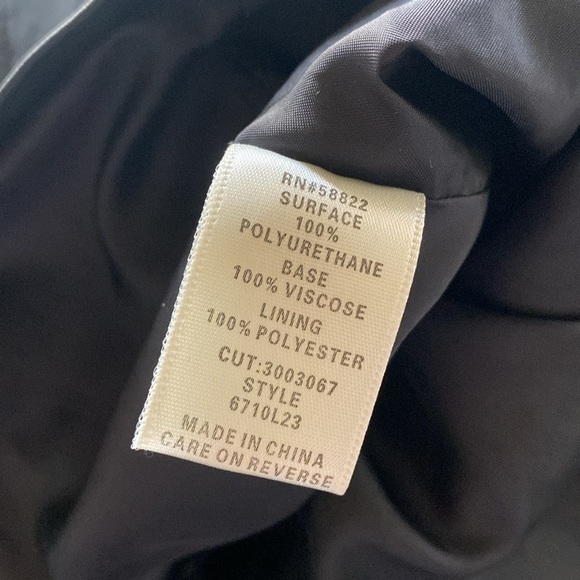 RN#58822
SURFACE
100%
POLYURETHANE
BASE
100% VISCOSE
LINING
100% POLYESTER
CUT:3003067
STYLE
6710L23
MADE IN CHINA
CARE ON REVERSE